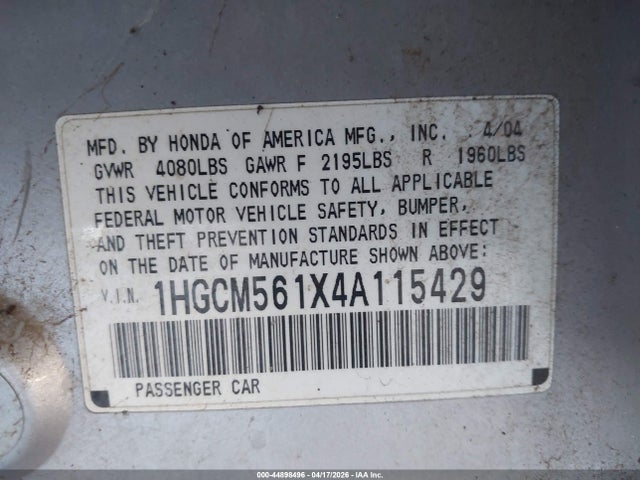 MFD. BY HONDA OF AMERICA MFG., INC. 4/04
GVWR 4080LBS GAWR F 2195LBS R 1960LBS
THIS VEHICLE CONFORMS TO ALL APPLICABLE
FEDERAL MOTOR VEHICLE SAFETY, BUMPER,
AND THEFT PREVENTION STANDARDS IN EFFECT
ON THE DATE OF MANUFACTURE SHOWN ABOVE:
V.I.N. 1HGCM561X4A115429
PASSENGER CAR
000-44898496 - 04/17/2026 - IAA Corp.